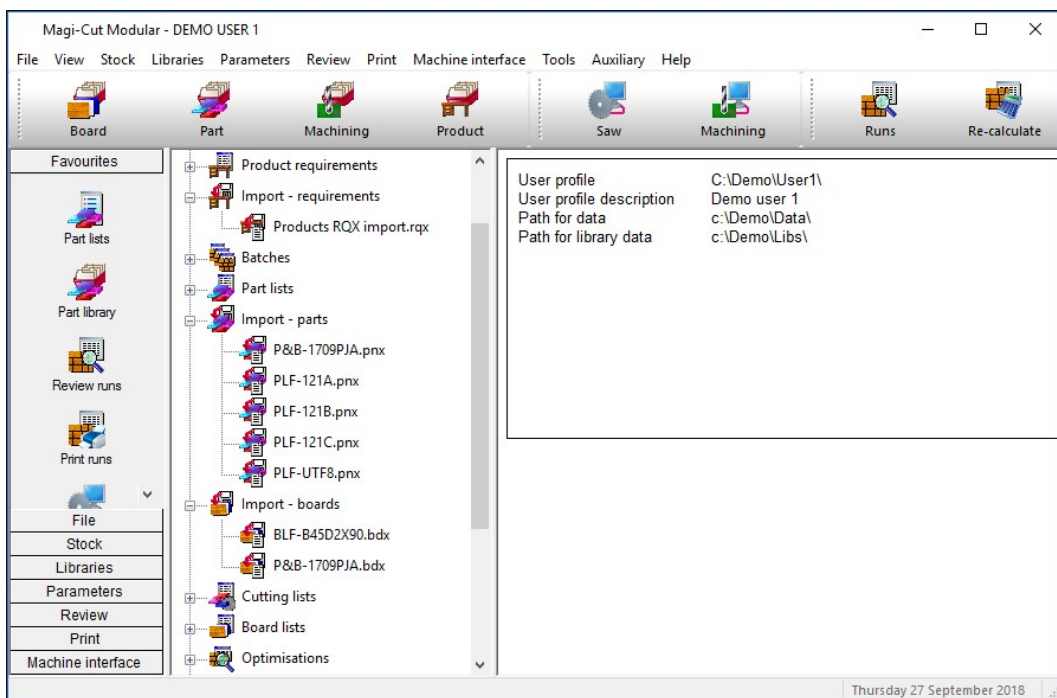 Magi-Cut Modular - DEMO USER 1
File View Stock Libraries Parameters Review Print Machine interface Tools Auxiliary Help
Board Part Machining Product Saw Machining Runs Re-calculate
Favourites
Part lists
Part library
Review runs
Print runs
File
Stock
Libraries
Parameters
Review
Print
Machine interface
Product requirements
Import - requirements
Products RQX import.rqx
Batches
Part lists
Import - parts
P&B-1709PJA.pnx
PLF-121A.pnx
PLF-121B.pnx
PLF-121C.pnx
PLF-UTF8.pnx
Import - boards
BLF-B45D2X90.bdx
P&B-1709PJA.bdx
Cutting lists
Board lists
Optimisations
User profile C:\Demo\User1\
User profile description Demo user 1
Path for data c:\Demo\Data\
Path for library data c:\Demo\Libs\
Thursday 27 September 2018